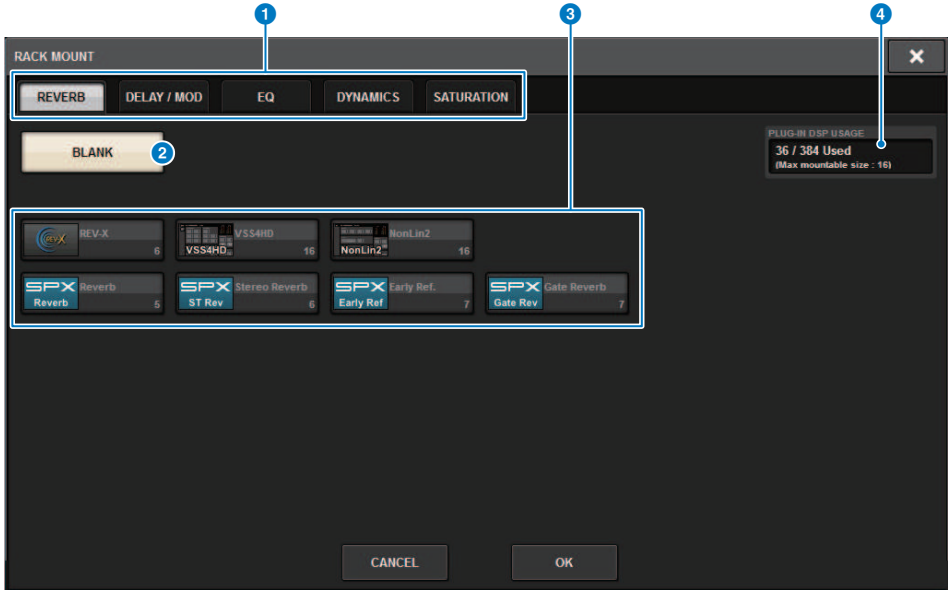 1 3 4
RACK MOUNT
REVERB DELAY / MOD EQ DYNAMICS SATURATION
PLUG-IN DSP USAGE
BLANK 2
36 / 384 Used
(Max mountable size : 16)
REV-X REV-X 6
VSS4HD VSS4HD 16
NonLin2 NonLin2 16
SPX Reverb Reverb 5
SPX ST Rev Stereo Reverb 6
SPX Early Ref Early Ref. 7
SPX Gate Rev Gate Reverb 7
CANCEL OK